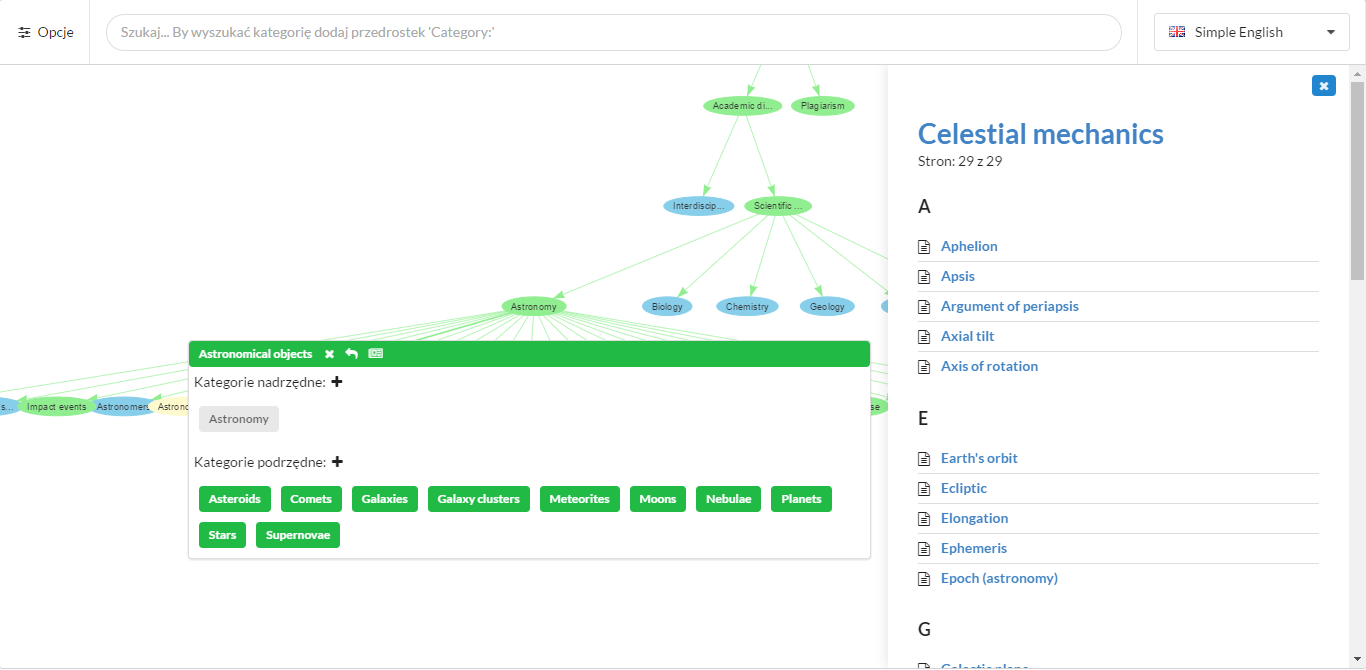 Opcje
Szukaj... By wyszukać kategorię dodaj przedrostek 'Category:'
Simple English
Academic di...
Plagiarism
Interdiscip...
Scientific ...
Astronomy
Biology
Chemistry
Geology
s...
Impact events
Astronomers
Astrono
se
Astronomical objects
Kategorie nadrzędne:
Astronomy
Kategorie podrzędne:
Asteroids Comets Galaxies Galaxy clusters Meteorites Moons Nebulae Planets
Stars Supernovae
Celestial mechanics
Stron: 29 z 29
A
Aphelion
Apsis
Argument of periapsis
Axial tilt
Axis of rotation
E
Earth's orbit
Ecliptic
Elongation
Ephemeris
Epoch (astronomy)
G